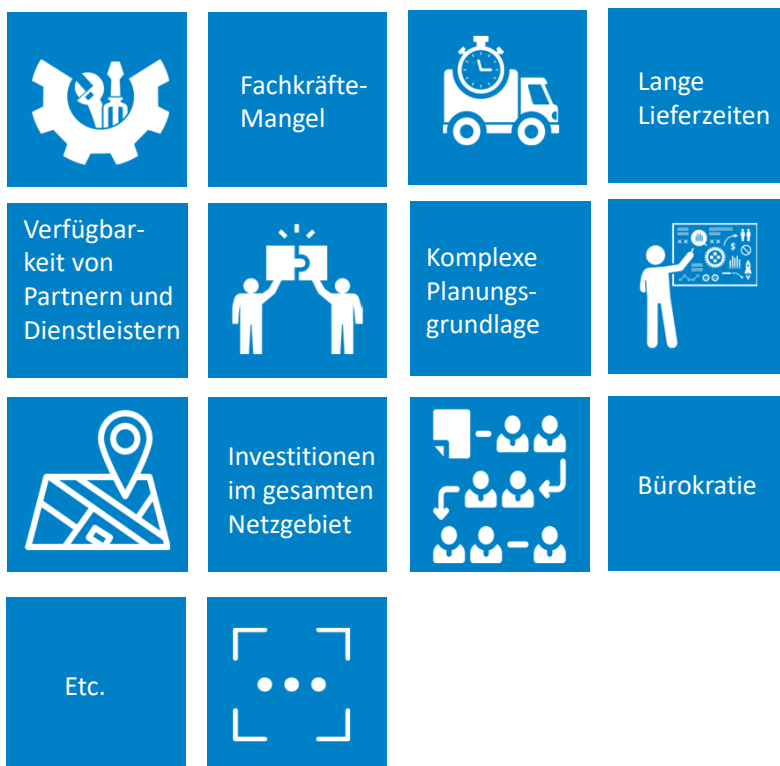 Fachkräfte-
Mangel
Lange
Lieferzeiten
Verfügbar-
keit von
Partnern und
Dienstleistern
Komplexe
Planungs-
grundlage
Investitionen
im gesamten
Netzgebiet
Bürokratie
Etc.